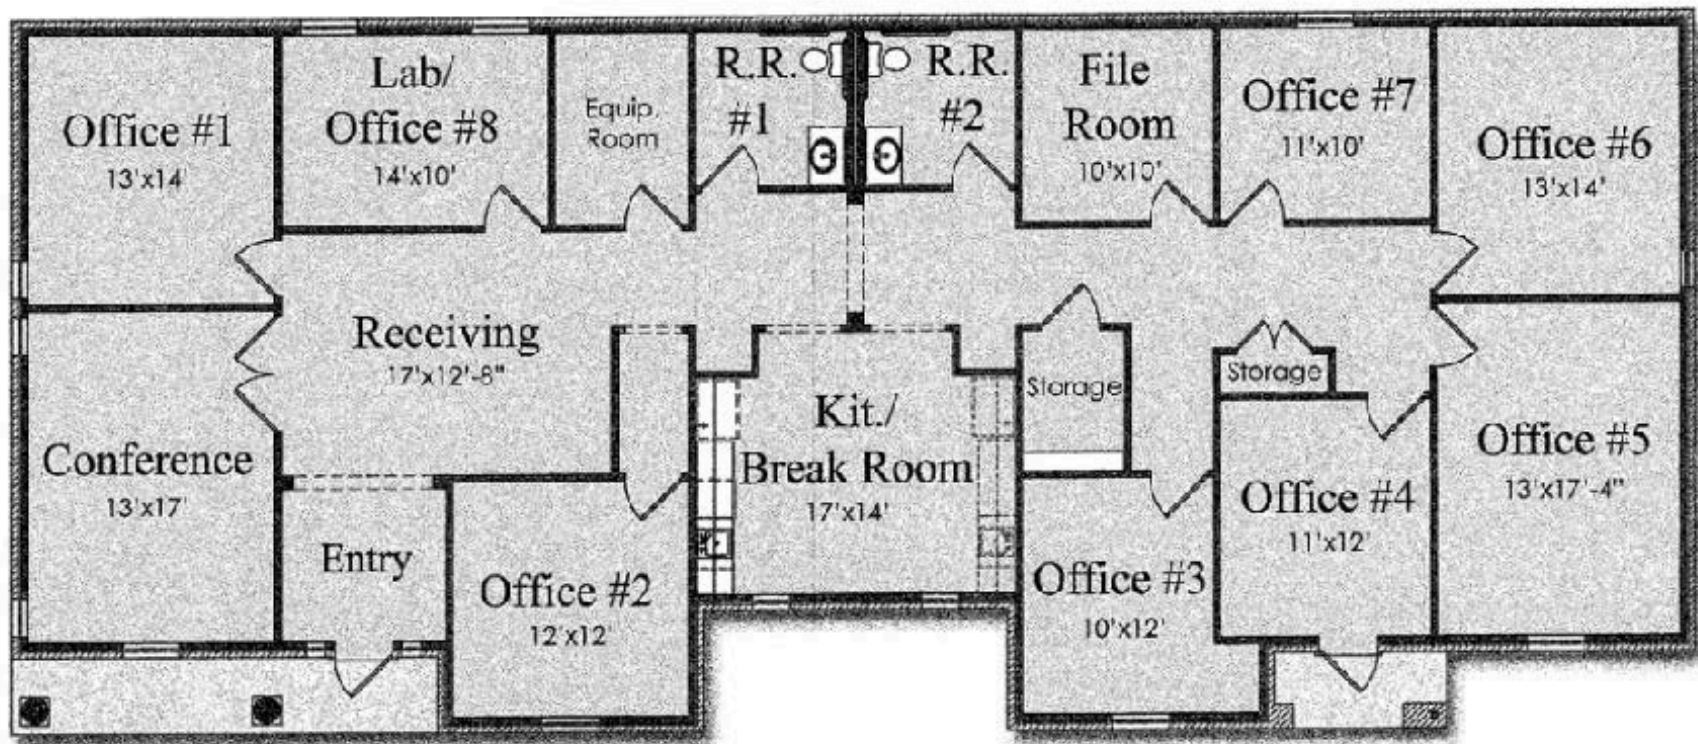 Office #1
13'x14'
Lab/
Office #8
14'x10'
Equip.
Room
R.R.
#1
R.R.
#2
File
Room
10'x10'
Office #7
11'x10'
Office #6
13'x14'
Receiving
17'x12'-8"
Conference
13'x17'
Entry
Office #2
12'x12'
Kit./
Break Room
17'x14'
Storage
Storage
Office #3
10'x12'
Office #4
11'x12'
Office #5
13'x17'-4"